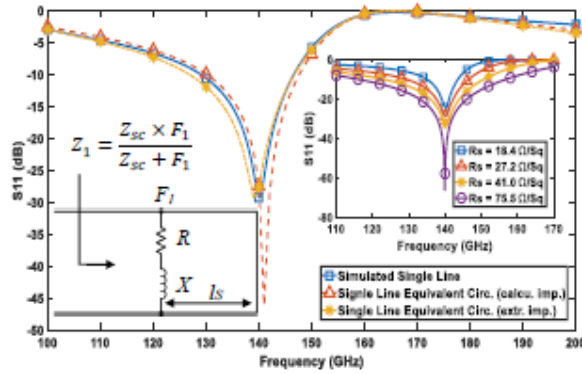 0
-5
-10
-15
-20
-25
-30
-35
-40
-45
-50
S11 (dB)
100 110 120 130 140 150 160 170 180 190 200
Frequency (GHz)
Z1 = Zsc × F1 / Zsc + F1
F1
R
X
ls
0
-20
-40
-60
-80
S11 (dB)
Rs = 18.4 Ω/Sq
Rs = 27.2 Ω/Sq
Rs = 41.0 Ω/Sq
Rs = 75.5 Ω/Sq
110 120 130 140 150 160 170
Frequency (GHz)
Simulated Single Line
Signle Line Equivalent Circ. (calcu. imp.)
Single Line Equivalent Circ. (extr. imp.)